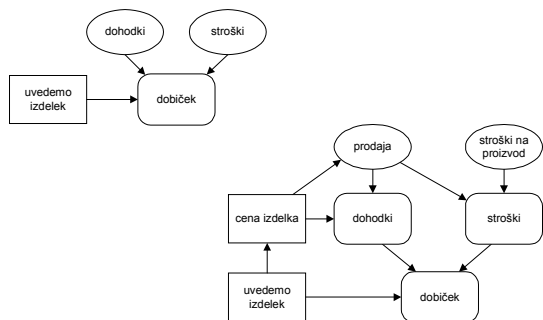 dohodki
stroški
uvedemo
izdelek
dobiček
prodaja
stroški na
proizvod
cena izdelka
dohodki
stroški
uvedemo
izdelek
dobiček